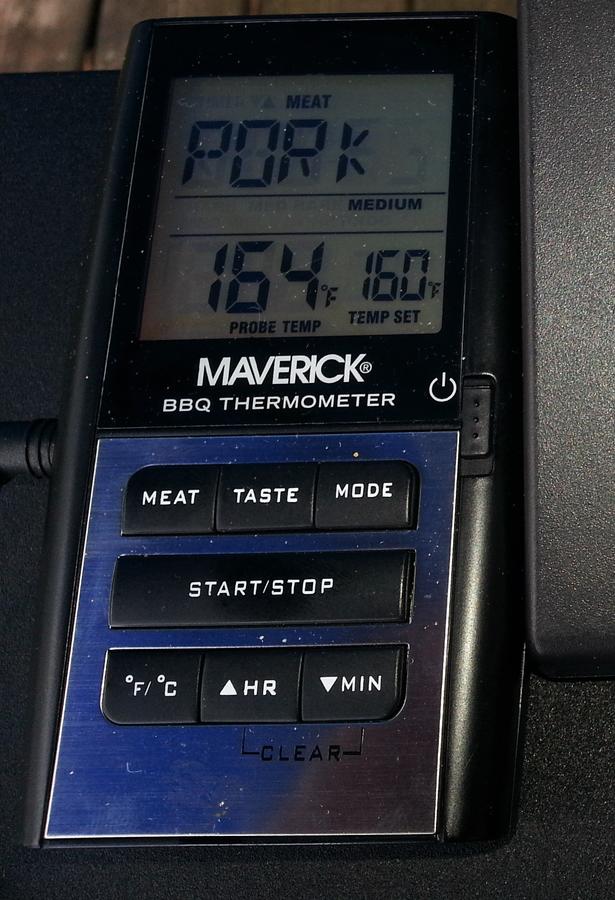 MEAT
PORK
MEDIUM
164°F 160°F
PROBE TEMP TEMP SET
MAVERICK®
BBQ THERMOMETER
MEAT TASTE MODE
START/STOP
°F/°C ▲HR ▼MIN
CLEAR